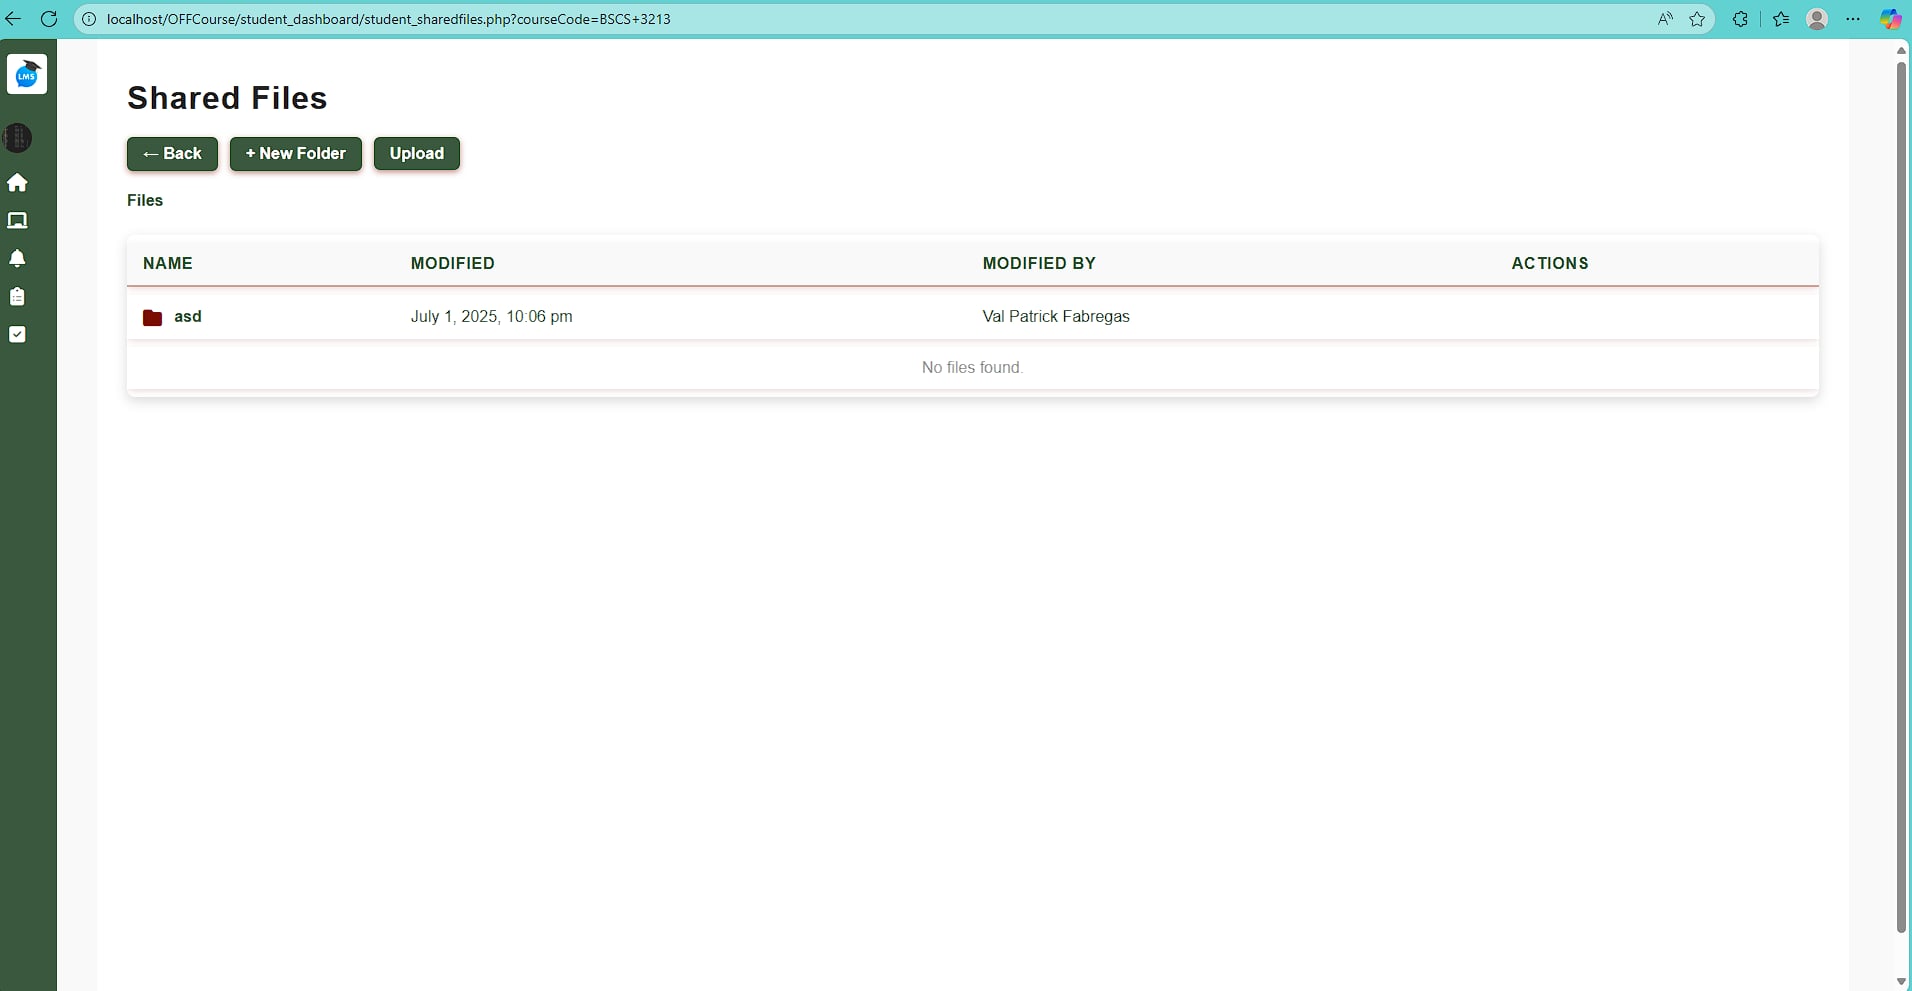 localhost/OFFCourse/student_dashboard/student_sharedfiles.php?courseCode=BSCS+3213
LMS
Shared Files
← Back + New Folder Upload
Files
NAME MODIFIED MODIFIED BY ACTIONS
asd July 1, 2025, 10:06 pm Val Patrick Fabregas
No files found.